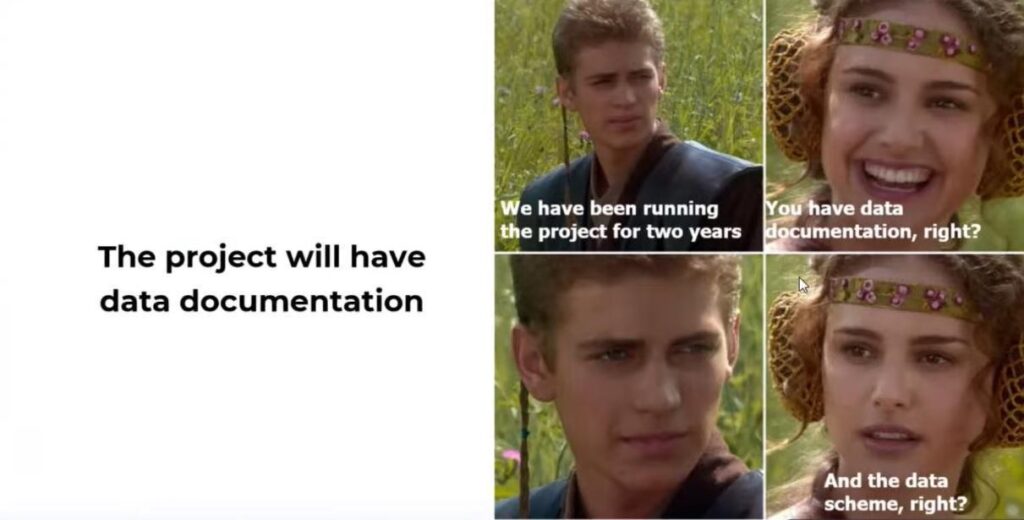 The project will have
data documentation
We have been running
the project for two years
You have data
documentation, right?
And the data
scheme, right?